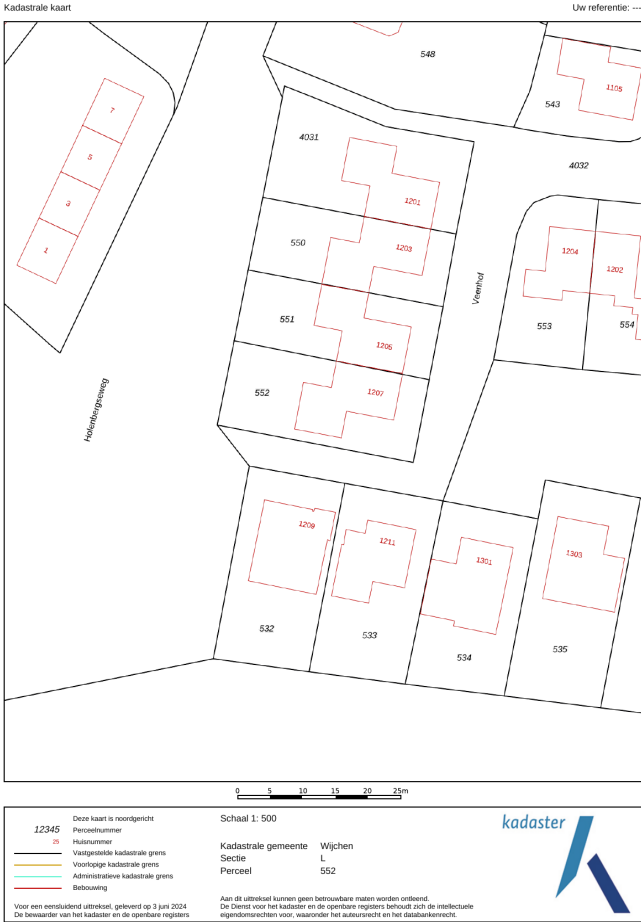 Kadastrale kaart
Uw referentie: ---
548
1105
543
7
5
3
1
4031
4032
1201
550
1203
1204
1202
Veenhof
551
1205
553
554
552
1207
Holenbergseweg
1209
1211
1301
1303
532
533
534
535
0 5 10 15 20 25m
Deze kaart is noordgericht
12345 Perceelnummer
25 Huisnummer
Vastgestelde kadastrale grens
Voorlopige kadastrale grens
Administratieve kadastrale grens
Bebouwing
Voor een eensluidend uittreksel, geleverd op 3 juni 2024
De bewaarder van het kadaster en de openbare registers
Schaal 1: 500
Kadastrale gemeente Wijchen
Sectie L
Perceel 552
Aan dit uittreksel kunnen geen betrouwbare maten worden ontleend.
De Dienst voor het kadaster en de openbare registers behoudt zich de intellectuele
eigendomsrechten voor, waaronder het auteursrecht en het databankenrecht.
kadaster